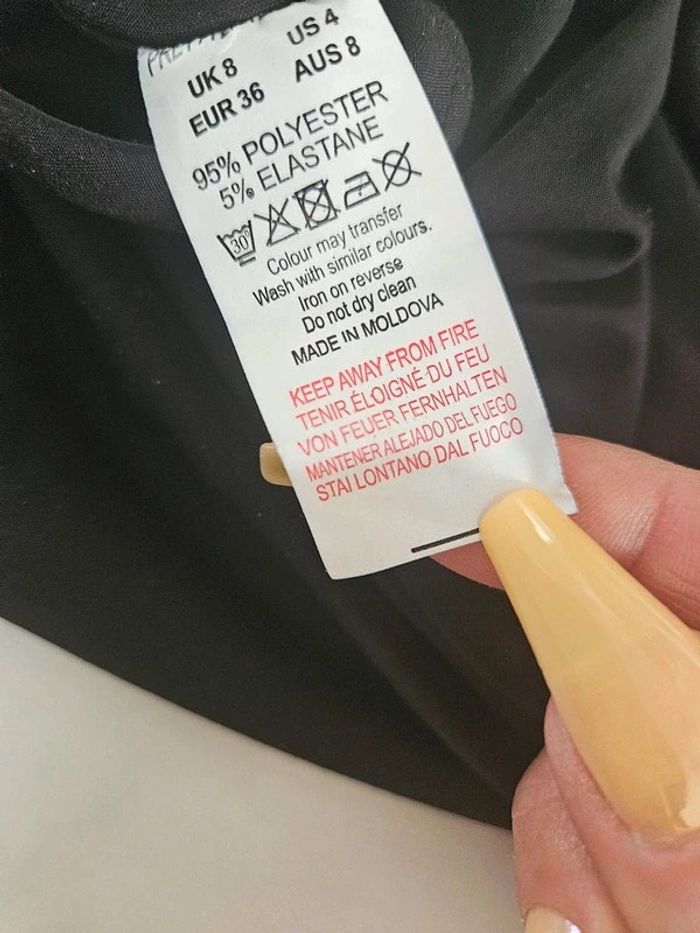 UK 8 US 4
EUR 36 AUS 8
95% POLYESTER
5% ELASTANE
30°
Colour may transfer
Wash with similar colours.
Iron on reverse
Do not dry clean
MADE IN MOLDOVA
KEEP AWAY FROM FIRE
TENIR ÉLOIGNÉ DU FEU
VON FEUER FERNHALTEN
MANTENER ALEJADO DEL FUEGO
STAI LONTANO DAL FUOCO